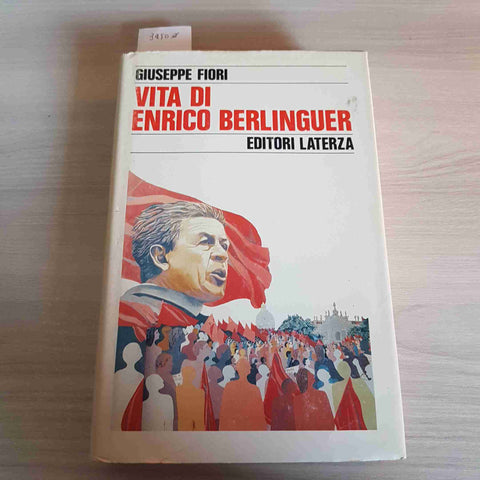 GIUSEPPE FIORI
VITA DI
ENRICO BERLINGUER
EDITORI LATERZA